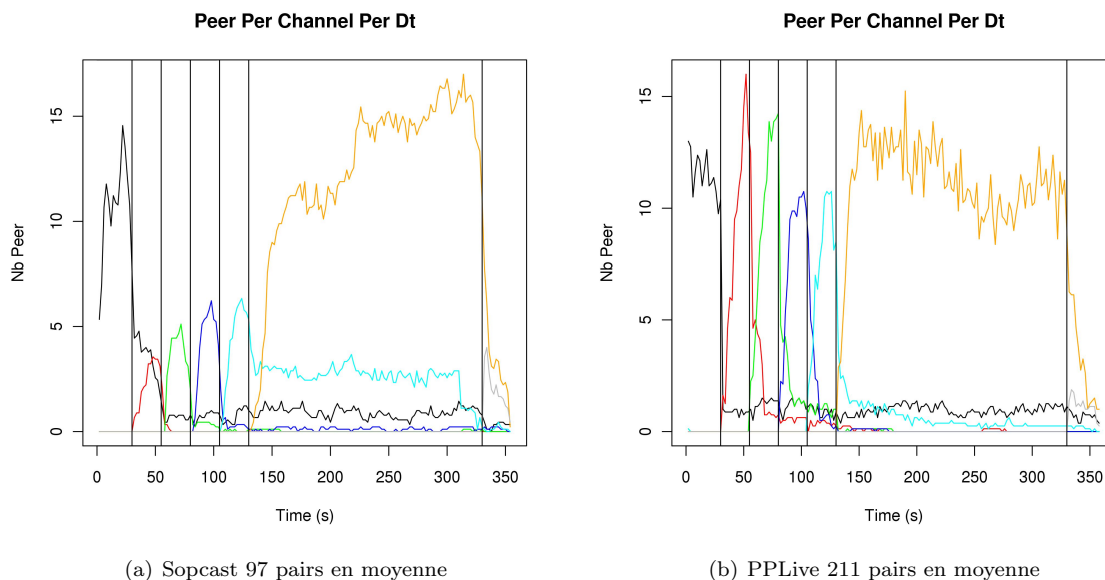 Peer Per Channel Per Dt
15
10
5
0
Nb Peer
0 50 100 150 200 250 300 350
Time (s)
(a) Sopcast 97 pairs en moyenne
Peer Per Channel Per Dt
15
10
5
0
Nb Peer
0 50 100 150 200 250 300 350
Time (s)
(b) PPLive 211 pairs en moyenne